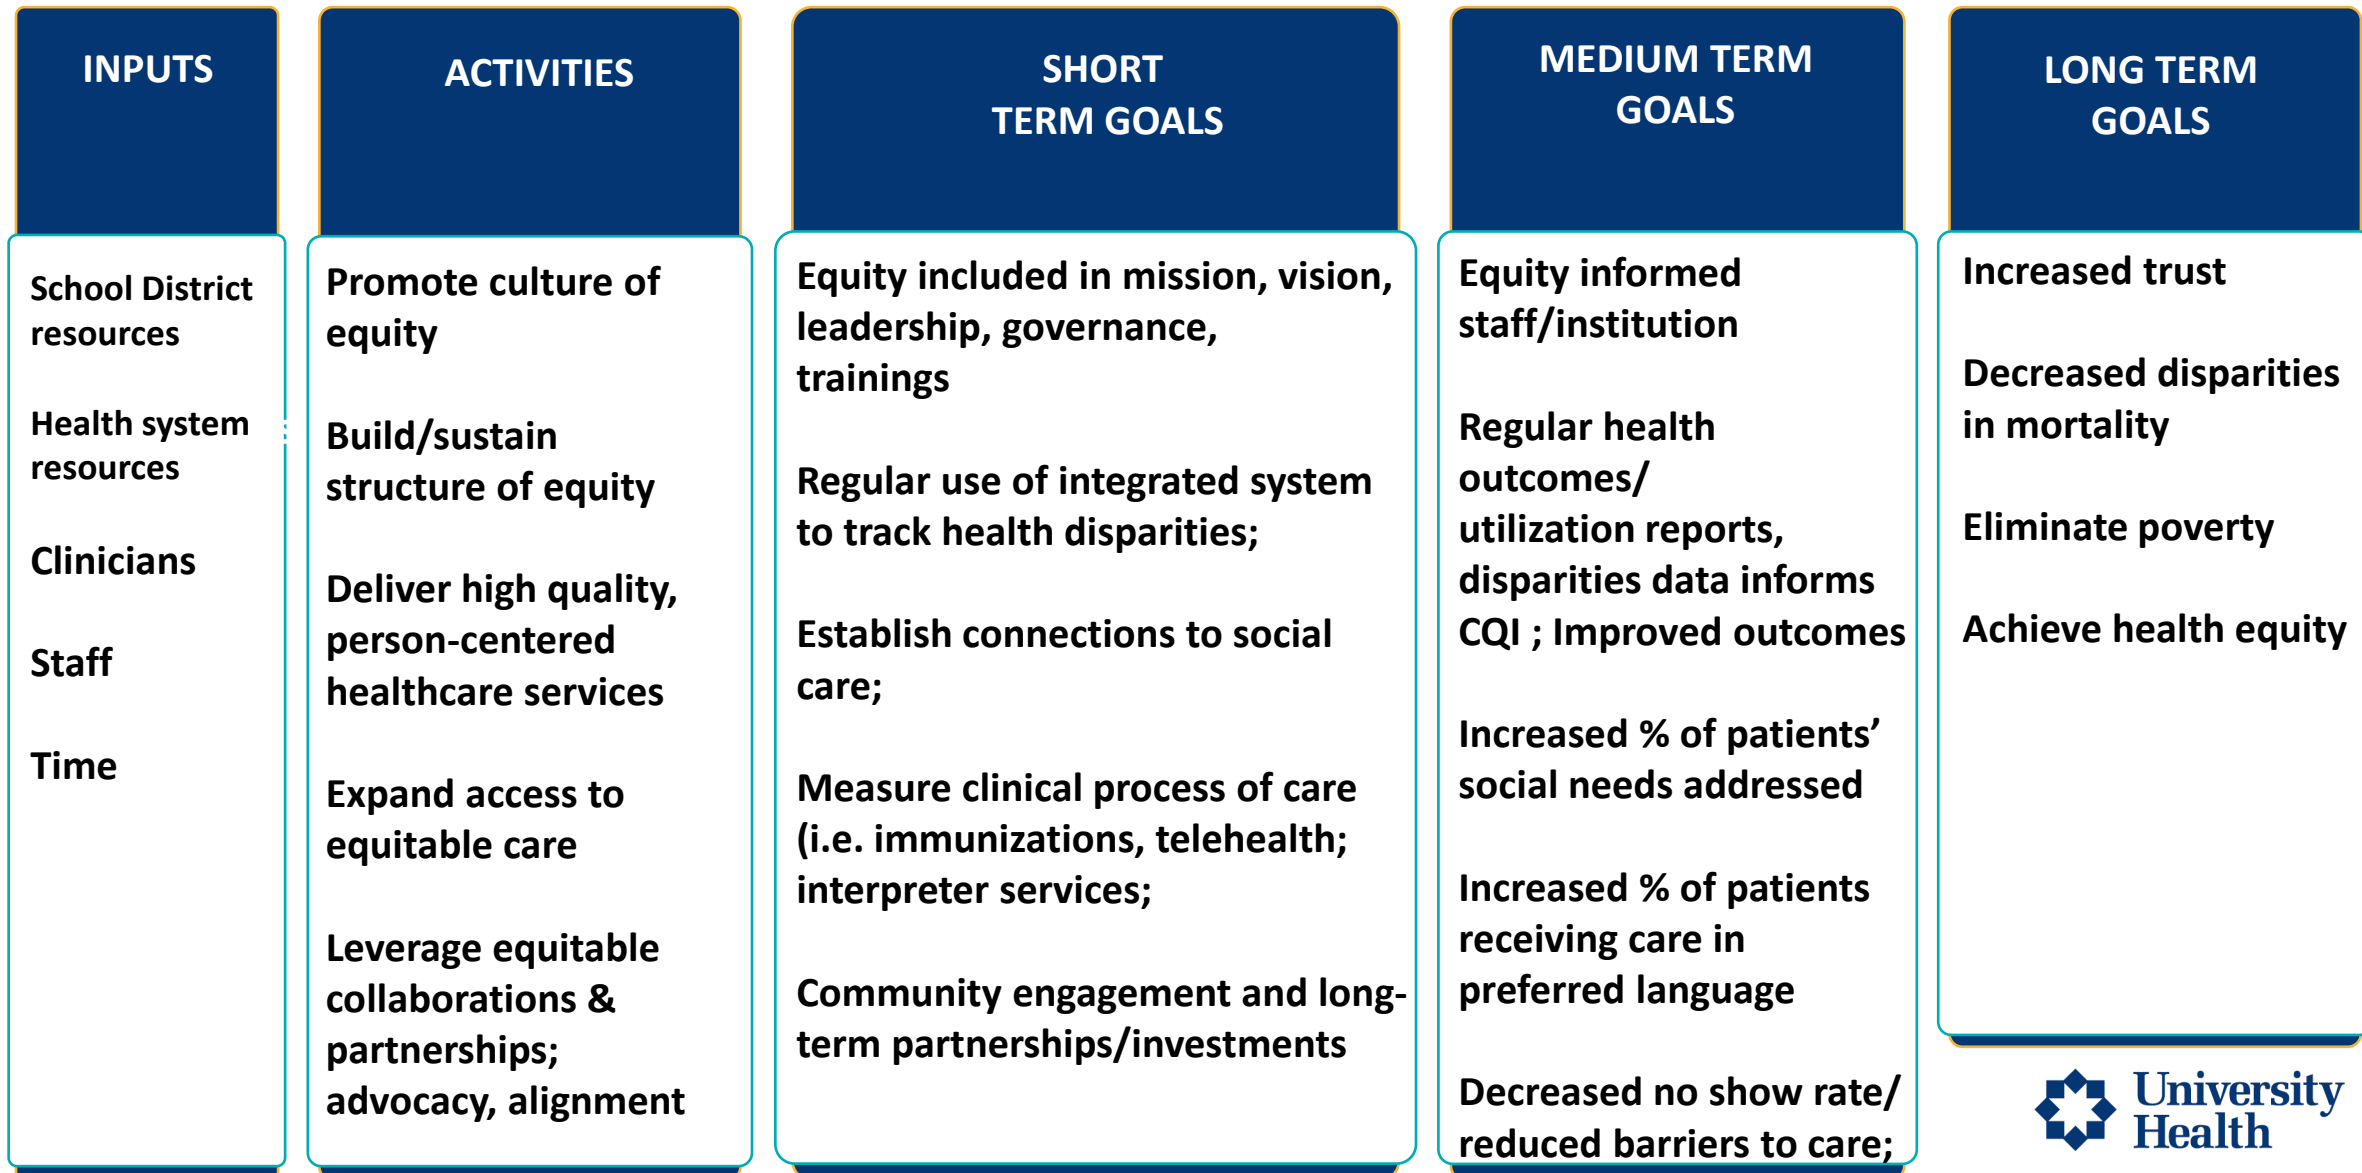 INPUTS
School District
resources
Health system
resources
Clinicians
Staff
Time
ACTIVITIES
Promote culture of
equity
Build/sustain
structure of equity
Deliver high quality,
person-centered
healthcare services
Expand access to
equitable care
Leverage equitable
collaborations &
partnerships;
advocacy, alignment
SHORT
TERM GOALS
Equity included in mission, vision,
leadership, governance,
trainings
Regular use of integrated system
to track health disparities;
Establish connections to social
care;
Measure clinical process of care
(i.e. immunizations, telehealth;
interpreter services;
Community engagement and long-
term partnerships/investments
MEDIUM TERM
GOALS
Equity informed
staff/institution
Regular health
outcomes/
utilization reports,
disparities data informs
CQI ; Improved outcomes
Increased % of patients’
social needs addressed
Increased % of patients
receiving care in
preferred language
Decreased no show rate/
reduced barriers to care;
LONG TERM
GOALS
Increased trust
Decreased disparities
in mortality
Eliminate poverty
Achieve health equity
University
Health